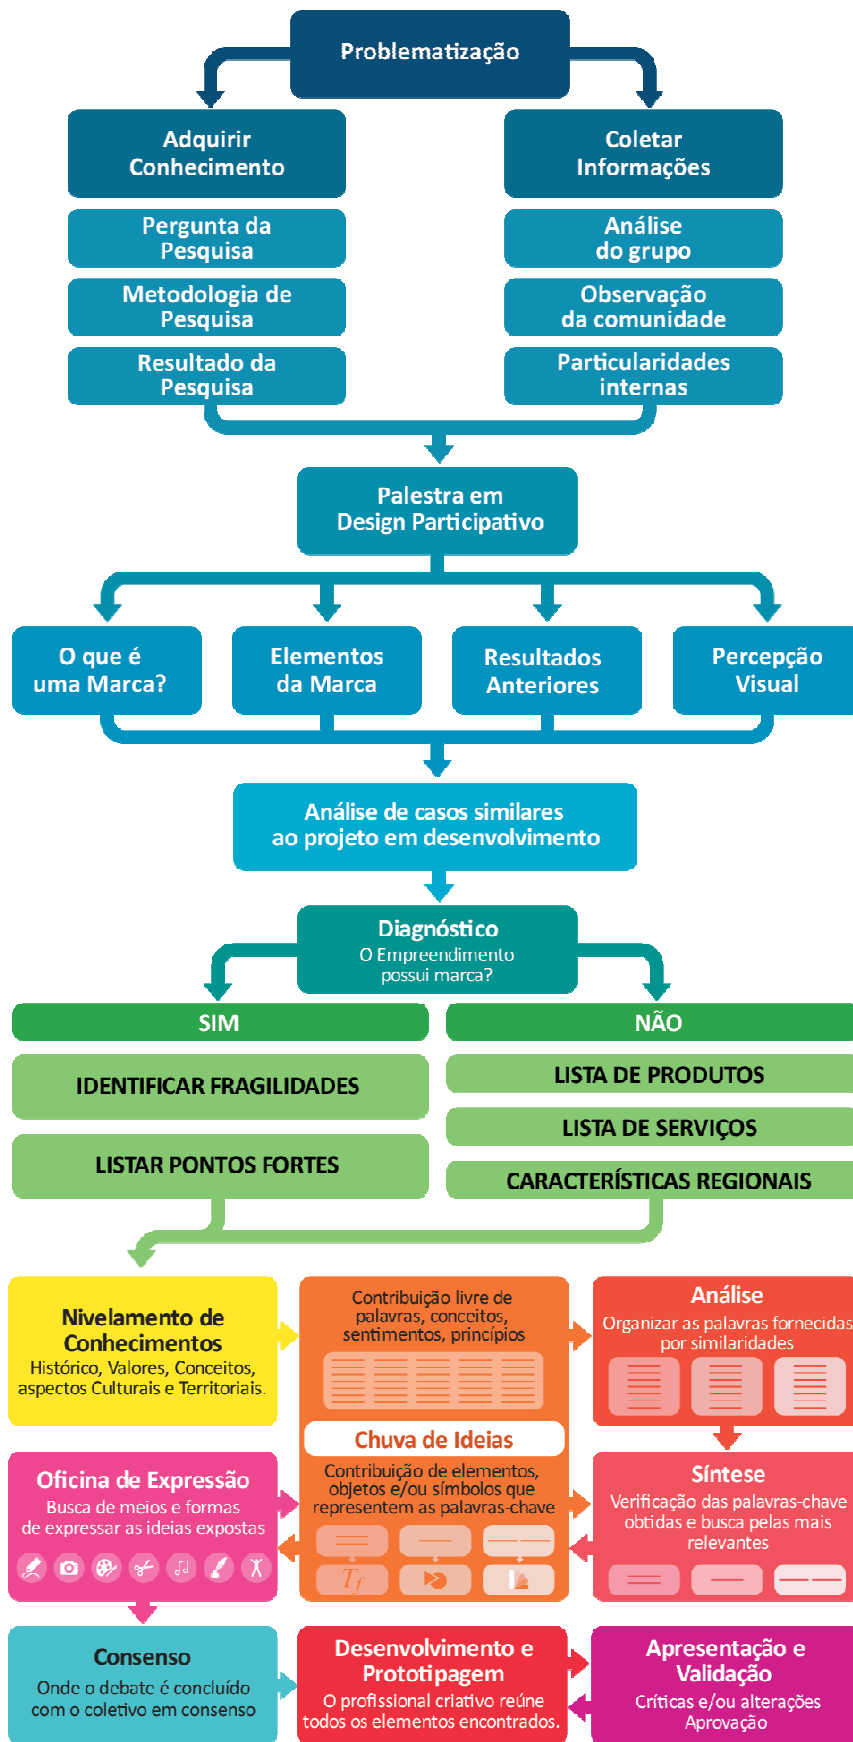 Problematização
Adquirir
Conhecimento
Pergunta da
Pesquisa
Metodologia de
Pesquisa
Resultado da
Pesquisa
Coletar
Informações
Análise
do grupo
Observação
da comunidade
Particularidades
internas
Palestra em
Design Participativo
O que é
uma Marca?
Elementos
da Marca
Resultados
Anteriores
Percepção
Visual
Análise de casos similares
ao projeto em desenvolvimento
Diagnóstico
O Empreendimento
possui marca?
SIM
IDENTIFICAR FRAGILIDADES
LISTAR PONTOS FORTES
NÃO
LISTA DE PRODUTOS
LISTA DE SERVIÇOS
CARACTERÍSTICAS REGIONAIS
Nivelamento de
Conhecimentos
Histórico, Valores, Conceitos,
aspectos Culturais e Territoriais.
Contribuição livre de
palavras, conceitos,
sentimentos, princípios
Chuva de Ideias
Contribuição de elementos,
objetos e/ou símbolos que
representem as palavras-chave
Tf
Análise
Organizar as palavras fornecidas
por similaridades
Síntese
Verificação das palavras-chave
obtidas e busca pelas mais
relevantes
Oficina de Expressão
Busca de meios e formas
de expressar as ideias expostas
Consenso
Onde o debate é concluído
com o coletivo em consenso
Desenvolvimento e
Prototipagem
O profissional criativo reúne
todos os elementos encontrados.
Apresentação e
Validação
Críticas e/ou alterações
Aprovação